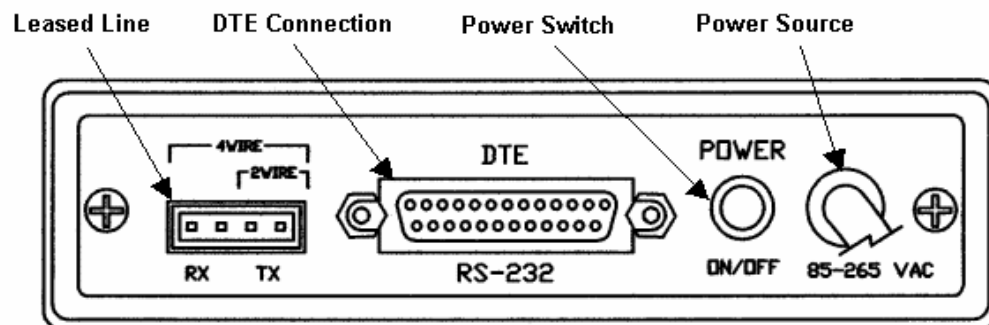 Leased Line DTE Connection Power Switch Power Source
4WIRE DTE POWER
2WIRE
RX TX RS-232 ON/OFF 85-265 VAC